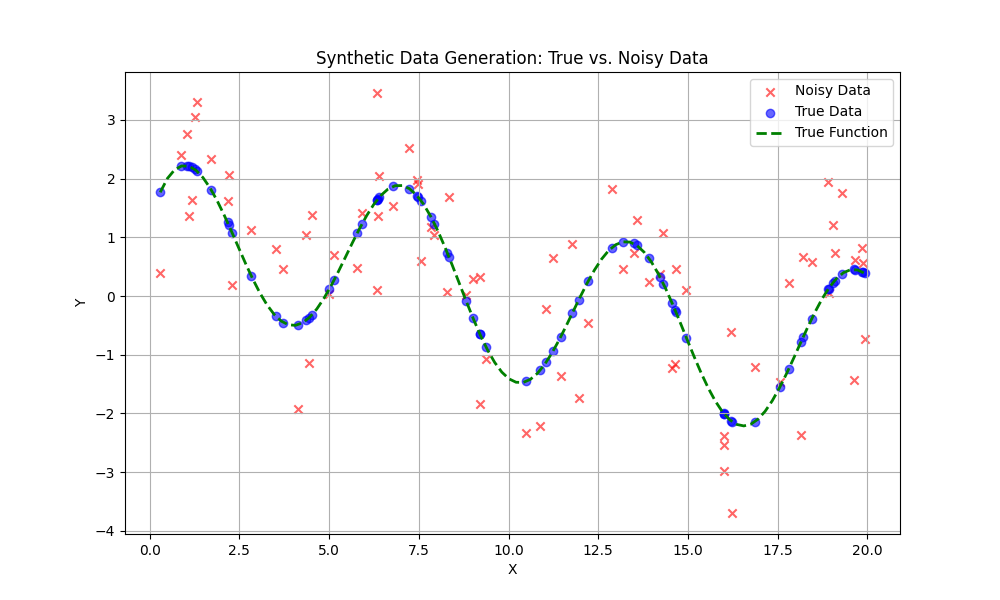 Synthetic Data Generation: True vs. Noisy Data
Noisy Data
True Data
True Function
3
2
1
0
−1
−2
−3
−4
Y
0.0 2.5 5.0 7.5 10.0 12.5 15.0 17.5 20.0
X